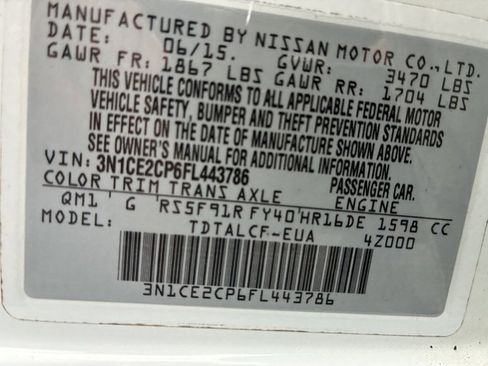 MANUFACTURED BY NISSAN MOTOR CO., LTD.
DATE: 06/15. GVWR: 3470 LBS
GAWR FR: 1867 LBS GAWR RR: 1704 LBS
THIS VEHICLE CONFORMS TO ALL APPLICABLE FEDERAL MOTOR
VEHICLE SAFETY, BUMPER AND THEFT PREVENTION STANDARDS
IN EFFECT ON THE DATE OF MANUFACTURE SHOWN ABOVE.
SEE OWNER'S MANUAL FOR ADDITIONAL INFORMATION.
VIN: 3N1CE2CP6FL443786 PASSENGER CAR.
COLOR TRIM TRANS AXLE ENGINE
QM1 G RS5F91R FY40 HR16DE 1598 CC
MODEL: TDTALCF-EUA 4Z000
3N1CE2CP6FL443786